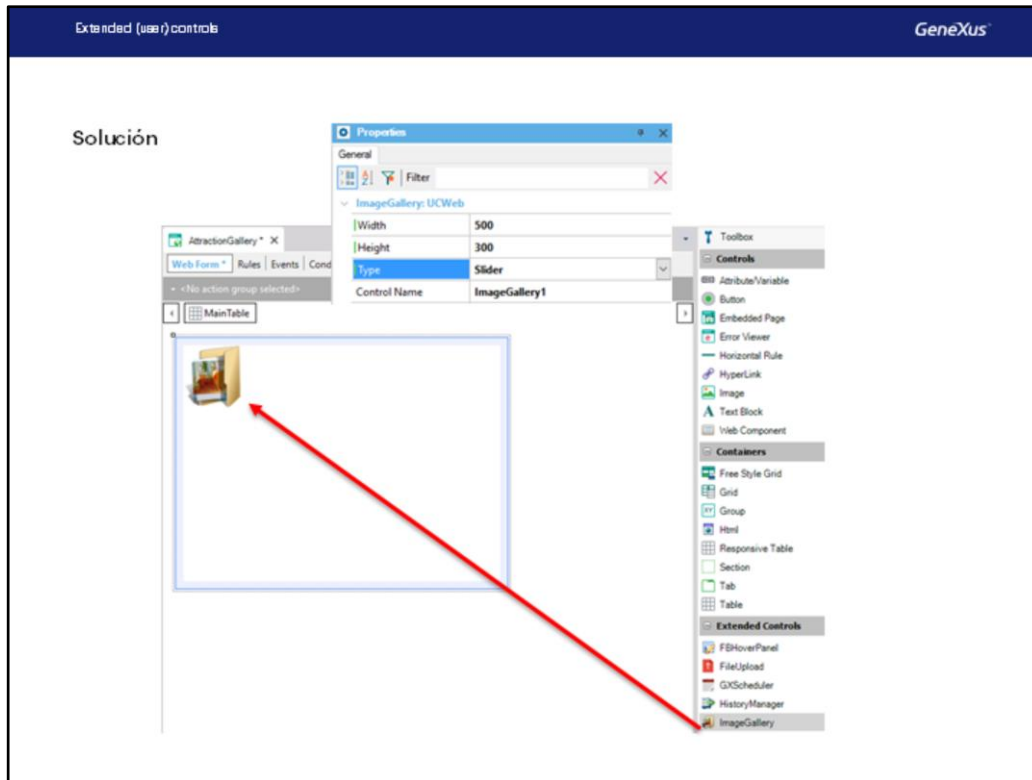 Extended (user) controls
GeneXus
Solución
Properties
General
Filter
ImageGallery: UCWeb
Width 500
Height 300
Type Slider
Control Name ImageGallery1
AttractionGallery * X
Web Form * Rules Events Cond
<No action group selected>
MainTable
Toolbox
Controls
Attribute/Variable
Button
Embedded Page
Error Viewer
Horizontal Rule
HyperLink
Image
Text Block
Web Component
Containers
Free Style Grid
Grid
Group
Html
Responsive Table
Section
Tab
Table
Extended Controls
FBHoverPanel
FileUpload
GXScheduler
HistoryManager
ImageGallery